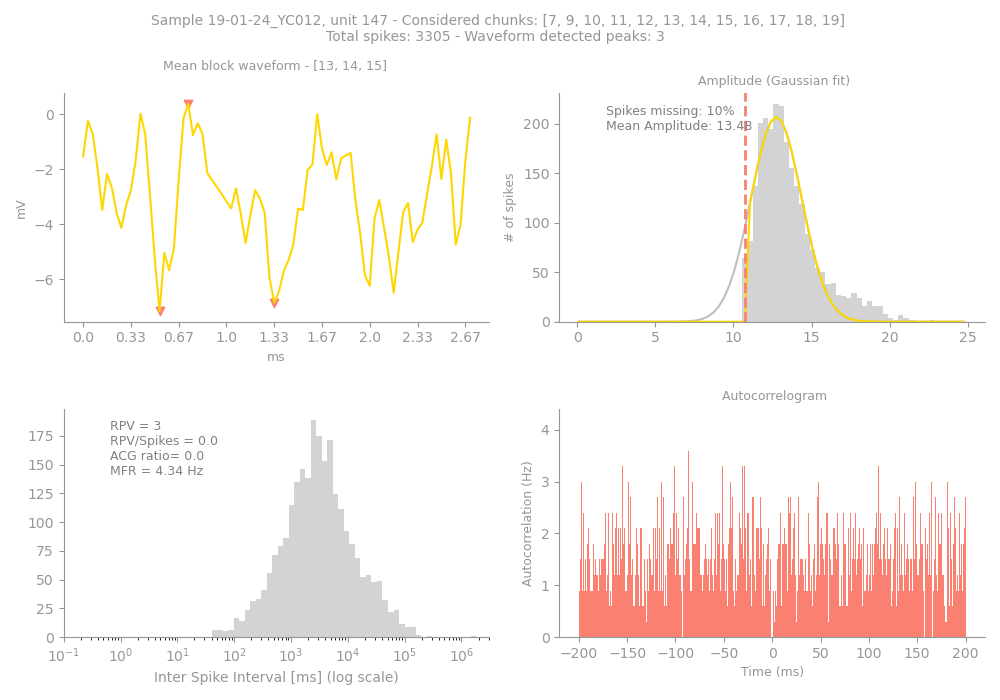 Sample 19-01-24_YC012, unit 147 - Considered chunks: [7, 9, 10, 11, 12, 13, 14, 15, 16, 17, 18, 19]
Total spikes: 3305 - Waveform detected peaks: 3
Mean block waveform - [13, 14, 15]
mV
0
−2
−4
−6
0.0 0.33 0.67 1.0 1.33 1.67 2.0 2.33 2.67
ms
Amplitude (Gaussian fit)
Spikes missing: 10%
Mean Amplitude: 13.48
# of spikes
200
150
100
50
0
0 5 10 15 20 25
RPV = 3
RPV/Spikes = 0.0
ACG ratio= 0.0
MFR = 4.34 Hz
175
150
125
100
75
50
25
0
10⁻¹ 10⁰ 10¹ 10² 10³ 10⁴ 10⁵ 10⁶
Inter Spike Interval [ms] (log scale)
Autocorrelogram
Autocorrelation (Hz)
4
3
2
1
0
−200 −150 −100 −50 0 50 100 150 200
Time (ms)